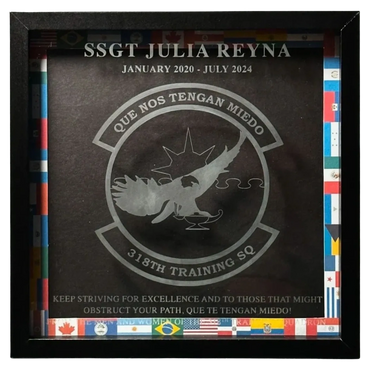 SSGT JULIA REYNA
JANUARY 2020 - JULY 2024
QUE NOS TENGAN MIEDO
318TH TRAINING SQ
KEEP STRIVING FOR EXCELLENCE AND TO THOSE THAT MIGHT
OBSTRUCT YOUR PATH, QUE TE TENGAN MIEDO!